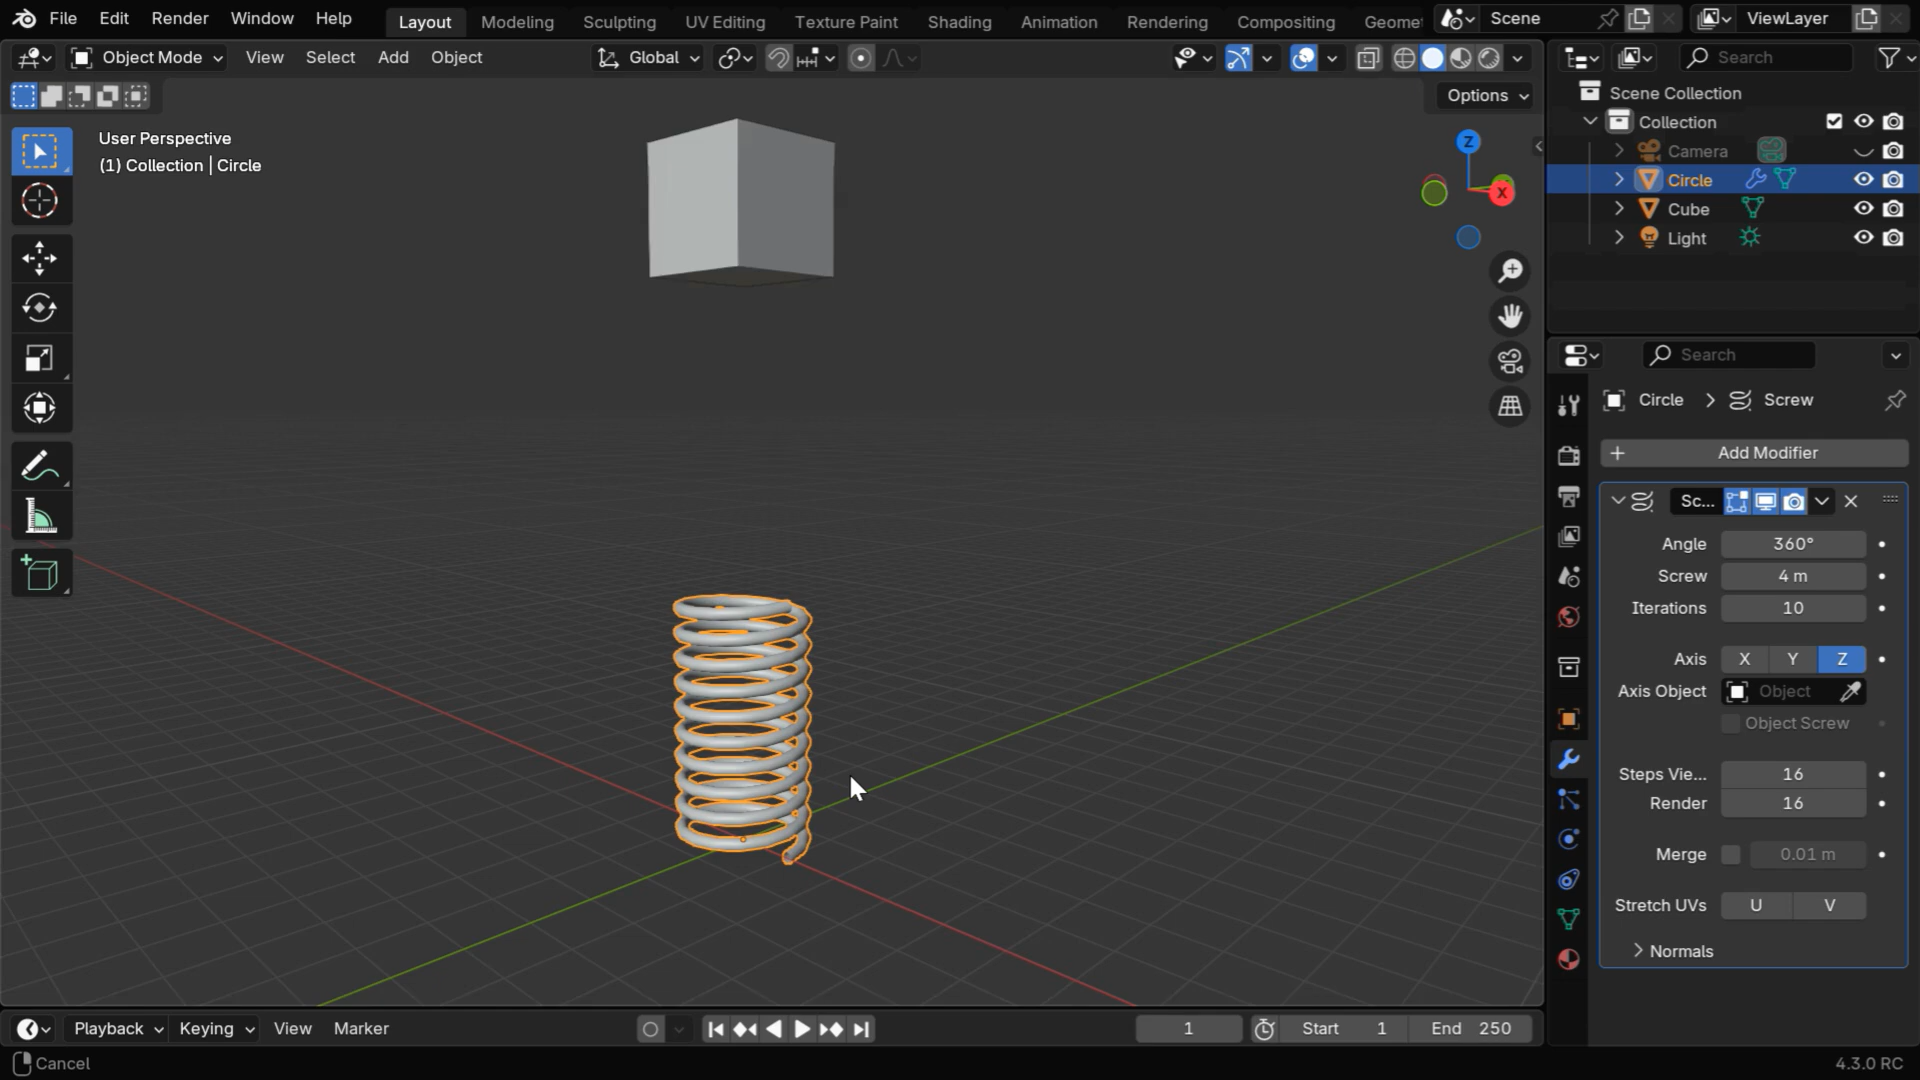 File Edit Render Window Help Layout Modeling Sculpting UV Editing Texture Paint Shading Animation Rendering Compositing Geome Scene ViewLayer
Object Mode View Select Add Object Global Search
Options
User Perspective
(1) Collection | Circle
Z
X
Scene Collection
Collection
Camera
Circle
Cube
Light
Search
Circle > Screw
+ Add Modifier
Sc...
Angle 360°
Screw 4 m
Iterations 10
Axis X Y Z
Axis Object Object
Object Screw
Steps Vie... 16
Render 16
Merge 0.01 m
Stretch UVs U V
Normals
Playback Keying View Marker 1 Start 1 End 250
Cancel 4.3.0 RC